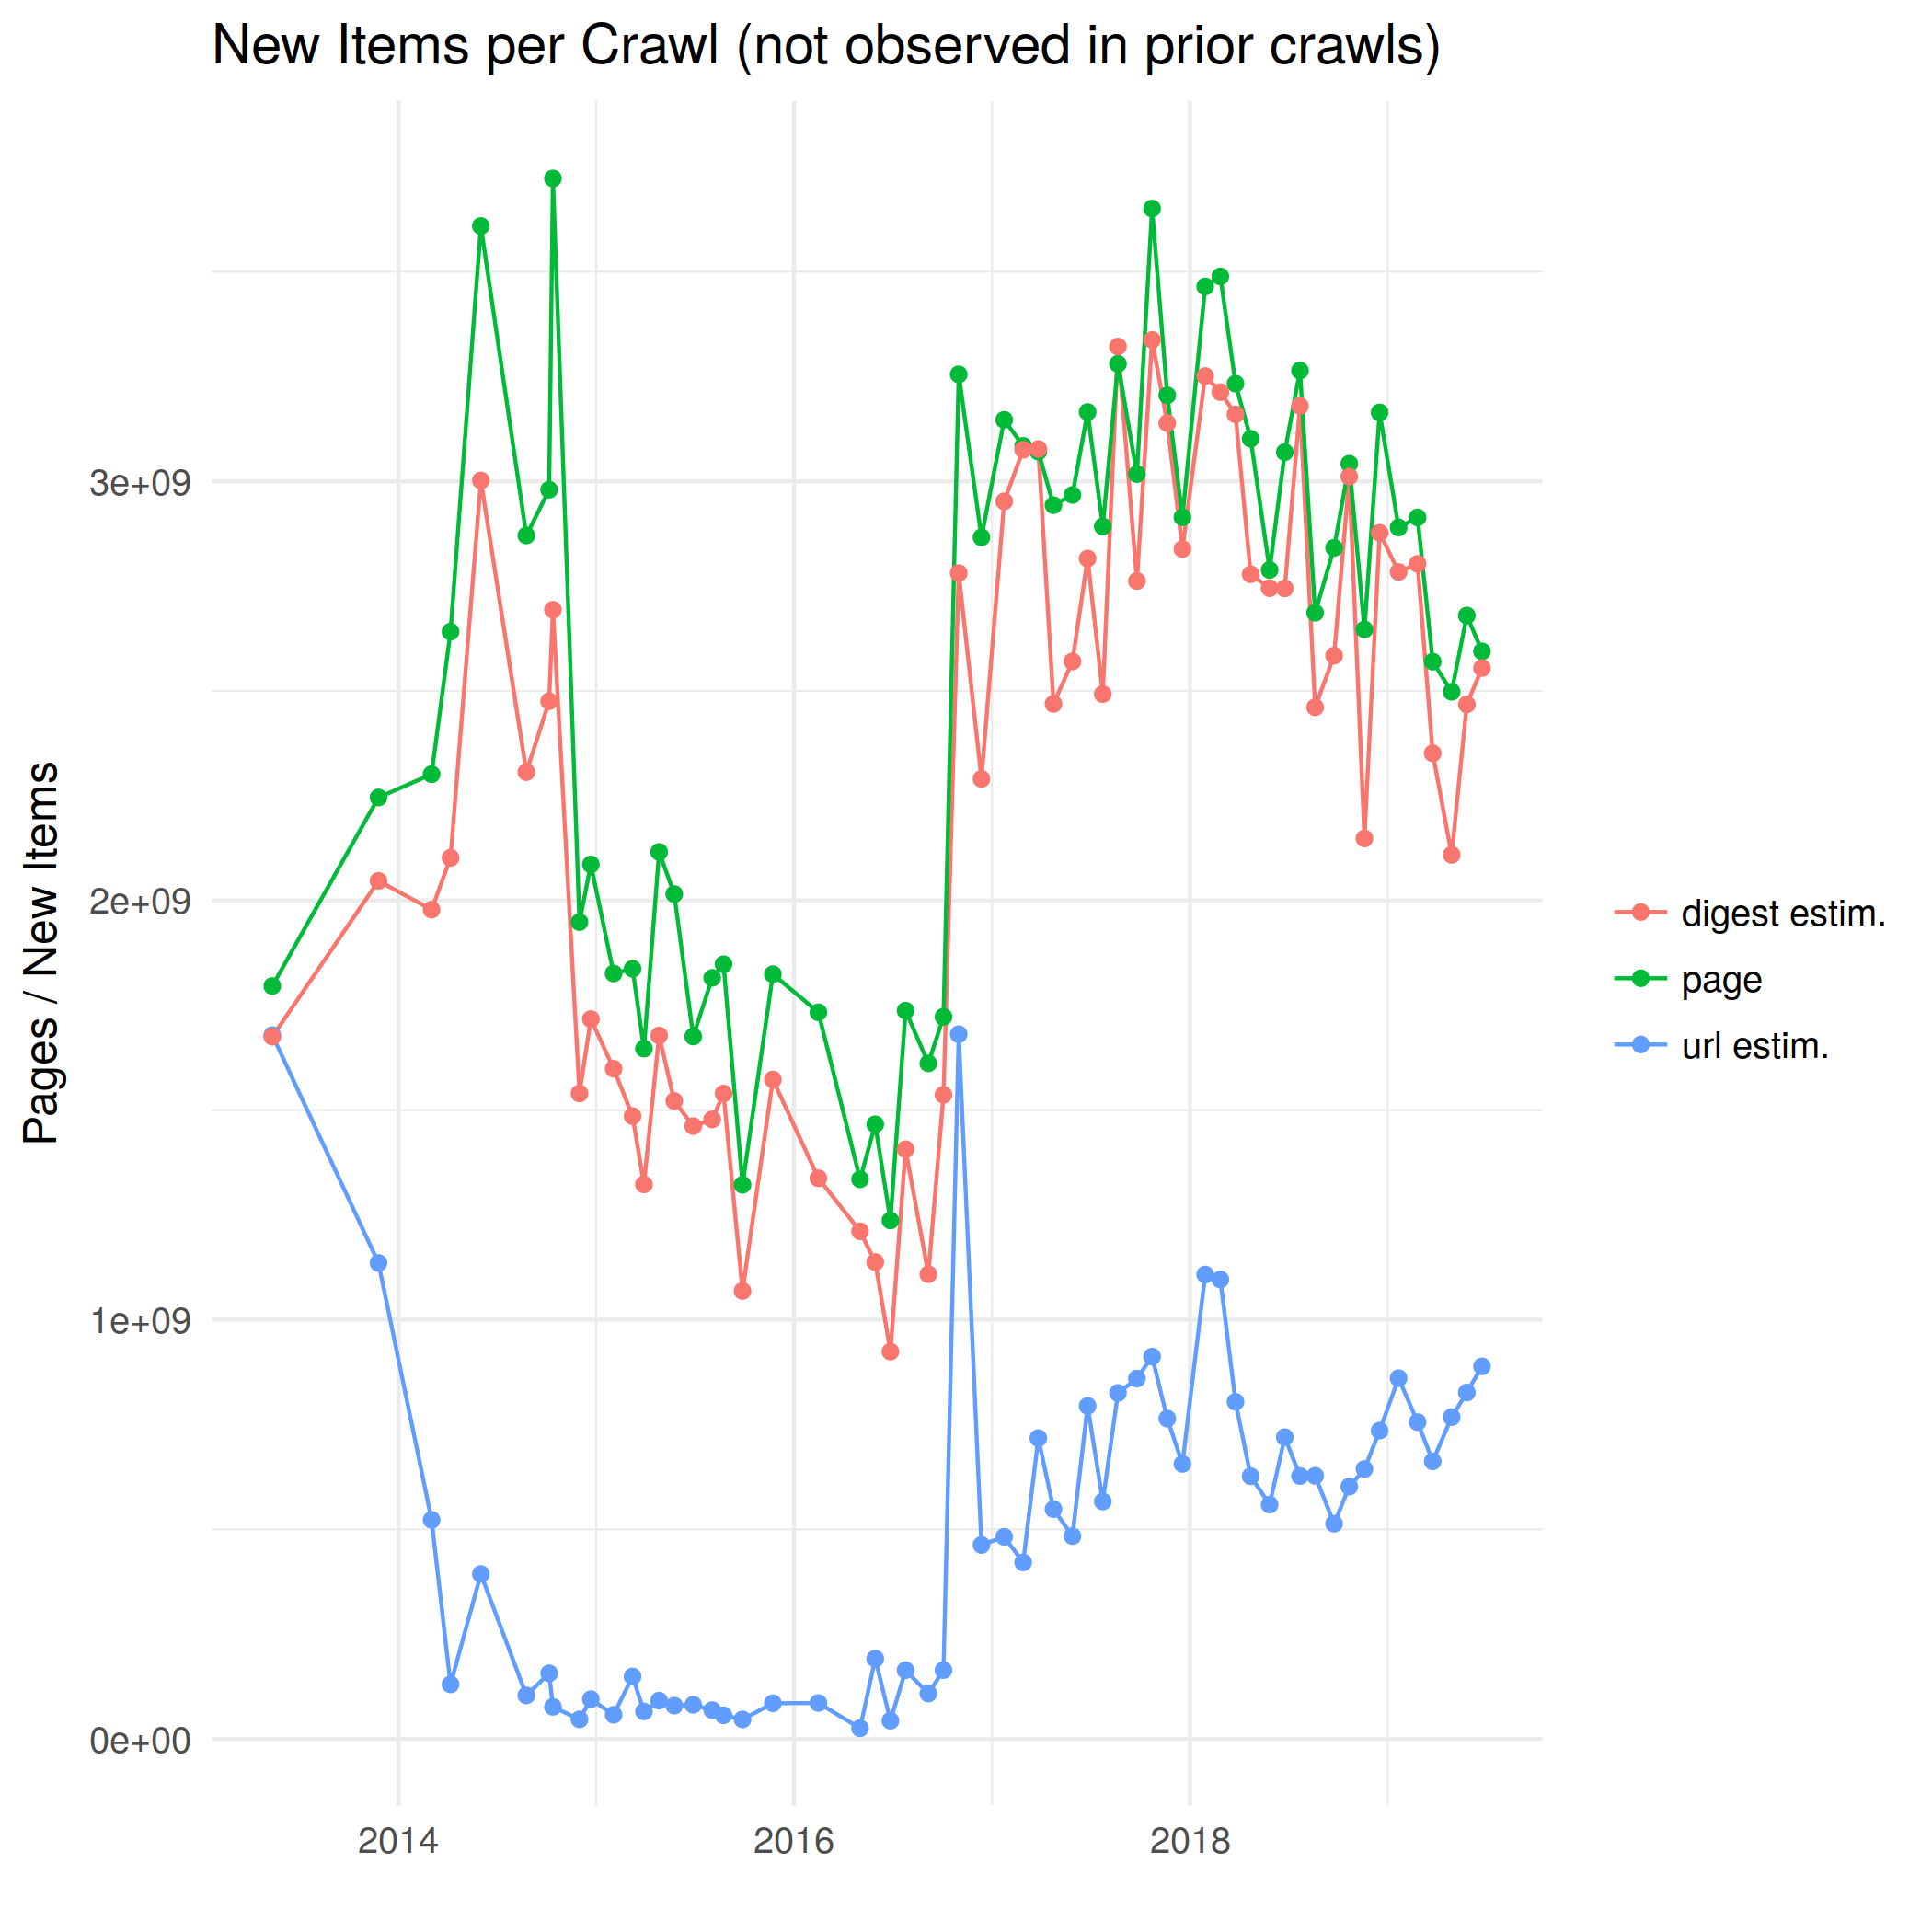 New Items per Crawl (not observed in prior crawls)
Pages / New Items
3e+09
2e+09
1e+09
0e+00
2014
2016
2018
digest estim.
page
url estim.